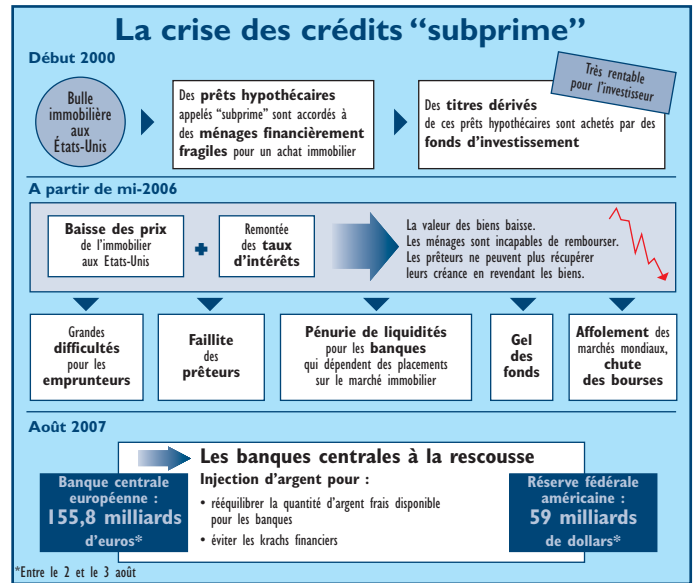 La crise des crédits “subprime”
Début 2000
Bulle
immobilière
aux
États-Unis
Des prêts hypothécaires
appelés “subprime” sont accordés à
des ménages financièrement
fragiles pour un achat immobilier
Très rentable
pour l’investisseur
Des titres dérivés
de ces prêts hypothécaires sont achetés par des
fonds d’investissement
A partir de mi-2006
Baisse des prix
de l’immobilier
aux Etats-Unis
+
Remontée
des taux
d’intérêts
La valeur des biens baisse.
Les ménages sont incapables de rembourser.
Les prêteurs ne peuvent plus récupérer
leurs créance en revendant les biens.
Grandes
difficultés
pour les
emprunteurs
Faillite
des
prêteurs
Pénurie de liquidités
pour les banques
qui dépendent des placements
sur le marché immobilier
Gel
des
fonds
Affolement des
marchés mondiaux,
chute
des bourses
Août 2007
Les banques centrales à la rescousse
Banque centrale
européenne :
155,8 milliards
d’euros*
Injection d’argent pour :
• rééquilibrer la quantité d’argent frais disponible
pour les banques
• éviter les krachs financiers
Réserve fédérale
américaine :
59 milliards
de dollars*
*Entre le 2 et le 3 août